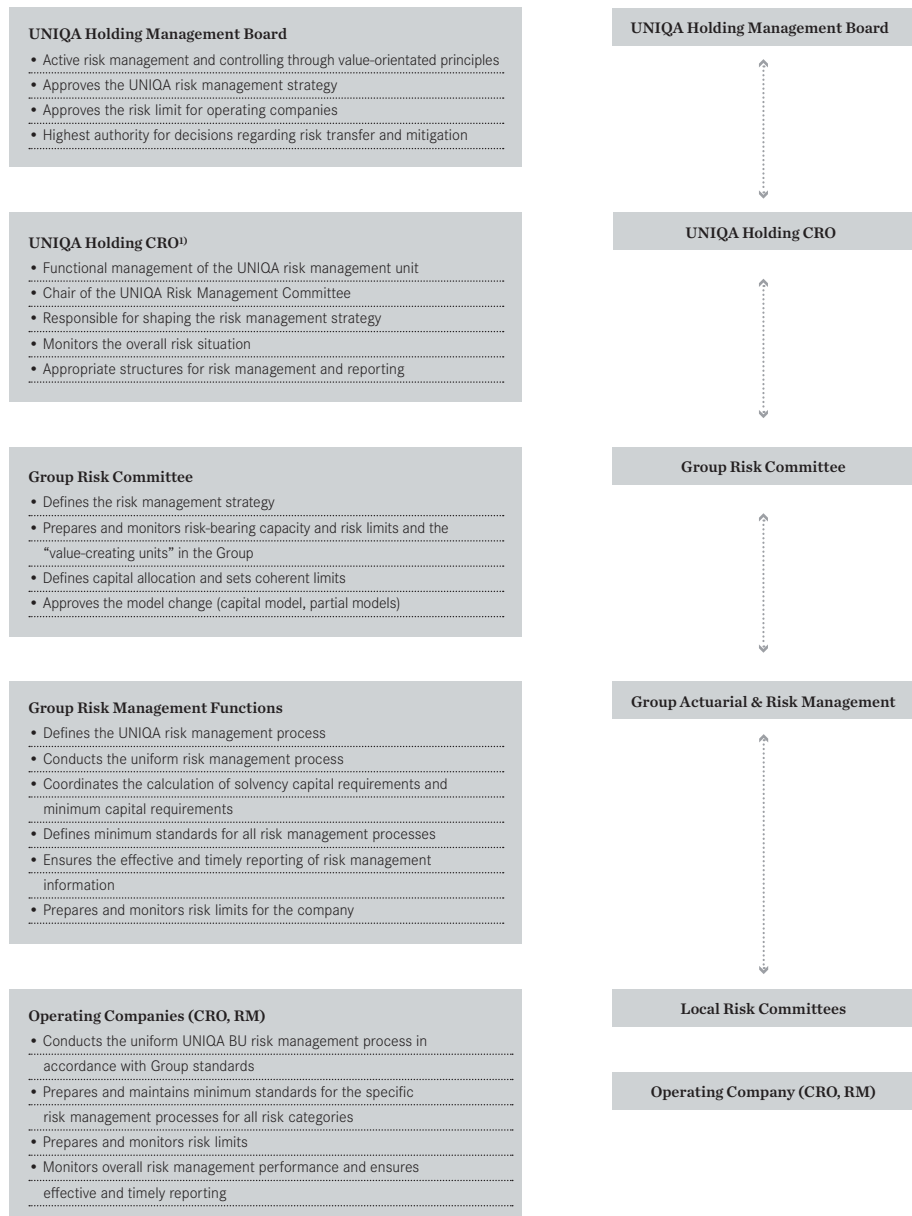 UNIQA Holding Management Board
• Active risk management and controlling through value-orientated principles
• Approves the UNIQA risk management strategy
• Approves the risk limit for operating companies
• Highest authority for decisions regarding risk transfer and mitigation
UNIQA Holding Management Board
UNIQA Holding CRO¹⁾
• Functional management of the UNIQA risk management unit
• Chair of the UNIQA Risk Management Committee
• Responsible for shaping the risk management strategy
• Monitors the overall risk situation
• Appropriate structures for risk management and reporting
UNIQA Holding CRO
Group Risk Committee
• Defines the risk management strategy
• Prepares and monitors risk-bearing capacity and risk limits and the
“value-creating units” in the Group
• Defines capital allocation and sets coherent limits
• Approves the model change (capital model, partial models)
Group Risk Committee
Group Risk Management Functions
• Defines the UNIQA risk management process
• Conducts the uniform risk management process
• Coordinates the calculation of solvency capital requirements and
minimum capital requirements
• Defines minimum standards for all risk management processes
• Ensures the effective and timely reporting of risk management
information
• Prepares and monitors risk limits for the company
Group Actuarial & Risk Management
Operating Companies (CRO, RM)
• Conducts the uniform UNIQA BU risk management process in
accordance with Group standards
• Prepares and maintains minimum standards for the specific
risk management processes for all risk categories
• Prepares and monitors risk limits
• Monitors overall risk management performance and ensures
effective and timely reporting
Local Risk Committees
Operating Company (CRO, RM)